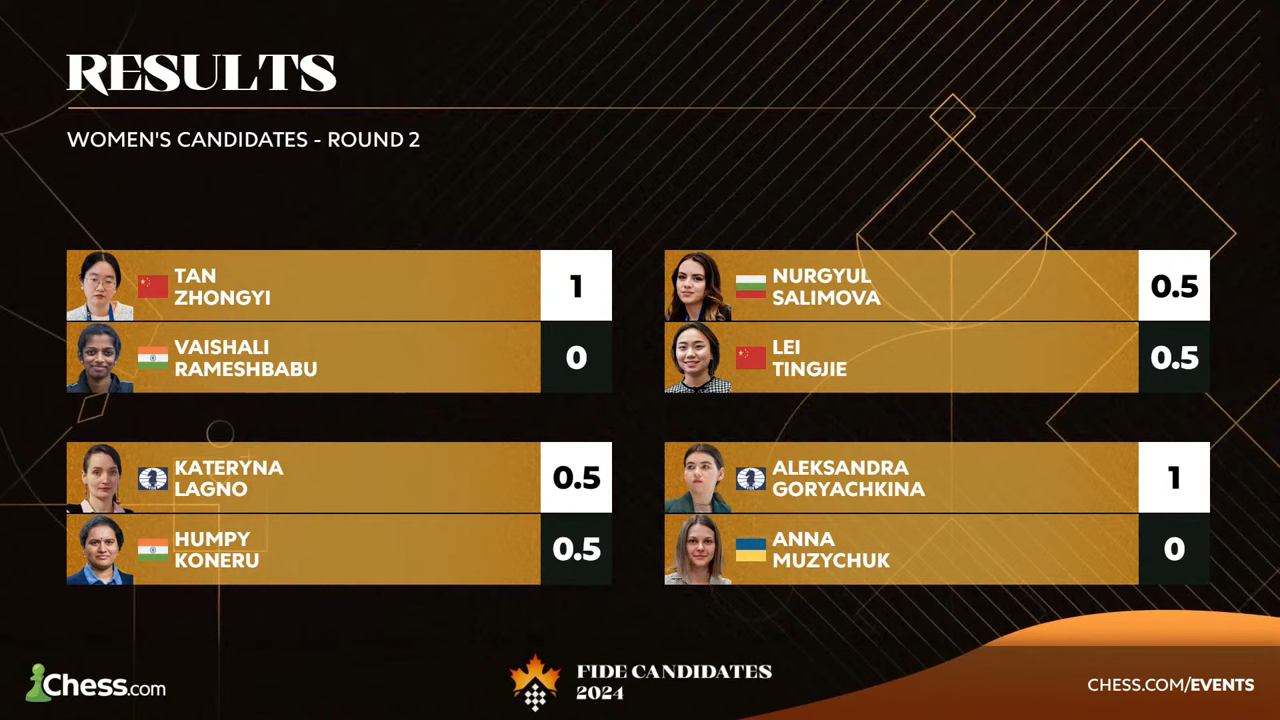 RESULTS
WOMEN'S CANDIDATES - ROUND 2
TAN
ZHONGYI
1
VAISHALI
RAMESHBABU
0
NURGYUL
SALIMOVA
0.5
LEI
TINGJIE
0.5
KATERYNA
LAGNO
0.5
HUMPY
KONERU
0.5
ALEKSANDRA
GORYACHKINA
1
ANNA
MUZYCHUK
0
Chess.com
FIDE CANDIDATES
2024
CHESS.COM/EVENTS